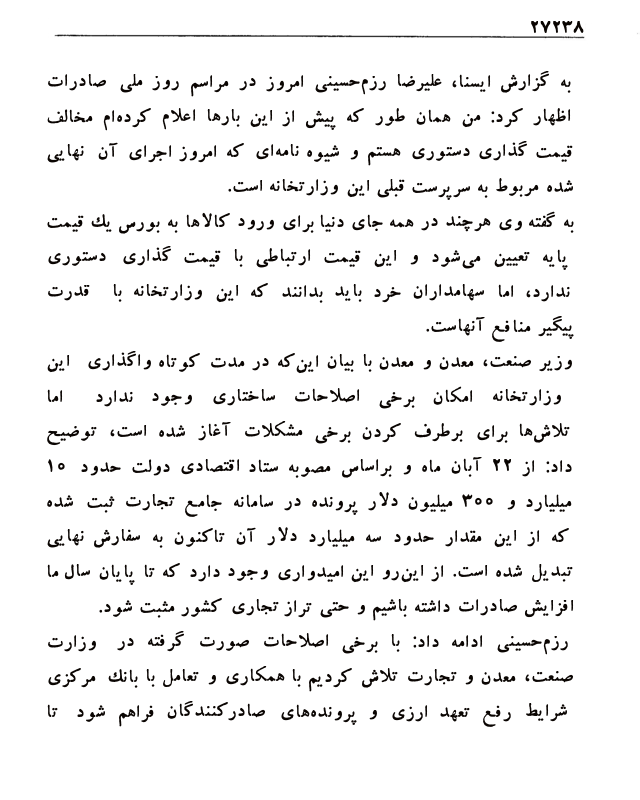 ۲۷۲۳۸
به گزارش ایسنا، علیرضا رزم‌حسینی امروز در مراسم روز ملی صادرات
اظهار کرد: من همان طور که پیش از این بارها اعلام کرده‌ام مخالف
قیمت گذاری دستوری هستم و شیوه نامه‌ای که امروز اجرای آن نهایی
شده مربوط به سرپرست قبلی این وزارتخانه است.
به گفته وی هرچند در همه جای دنیا برای ورود کالاها به بورس یك قیمت
پایه تعیین می‌شود و این قیمت ارتباطی با قیمت گذاری دستوری
ندارد، اما سهامداران خرد باید بدانند که این وزارتخانه با قدرت
پیگیر منافع آنهاست.
وزیر صنعت، معدن و معدن با بیان این‌که در مدت کوتاه واگذاری این
وزارتخانه امکان برخی اصلاحات ساختاری وجود ندارد اما
تلاش‌ها برای برطرف کردن برخی مشکلات آغاز شده است، توضیح
داد: از ۲۲ آبان ماه و براساس مصوبه ستاد اقتصادی دولت حدود ۱۰
میلیارد و ۳۰۰ میلیون دلار پرونده در سامانه جامع تجارت ثبت شده
که از این مقدار حدود سه میلیارد دلار آن تاکنون به سفارش نهایی
تبدیل شده است. از این‌رو این امیدواری وجود دارد که تا پایان سال ما
افزایش صادرات داشته باشیم و حتی تراز تجاری کشور مثبت شود.
رزم‌حسینی ادامه داد: با برخی اصلاحات صورت گرفته در وزارت
صنعت، معدن و تجارت تلاش کردیم با همکاری و تعامل با بانك مرکزی
شرایط رفع تعهد ارزی و پرونده‌های صادرکنندگان فراهم شود تا